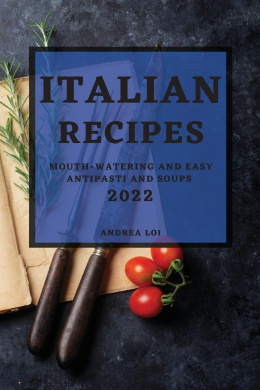 ITALIAN
RECIPES
MOUTH-WATERING AND EASY
ANTIPASTI AND SOUPS
2022
ANDREA LOI